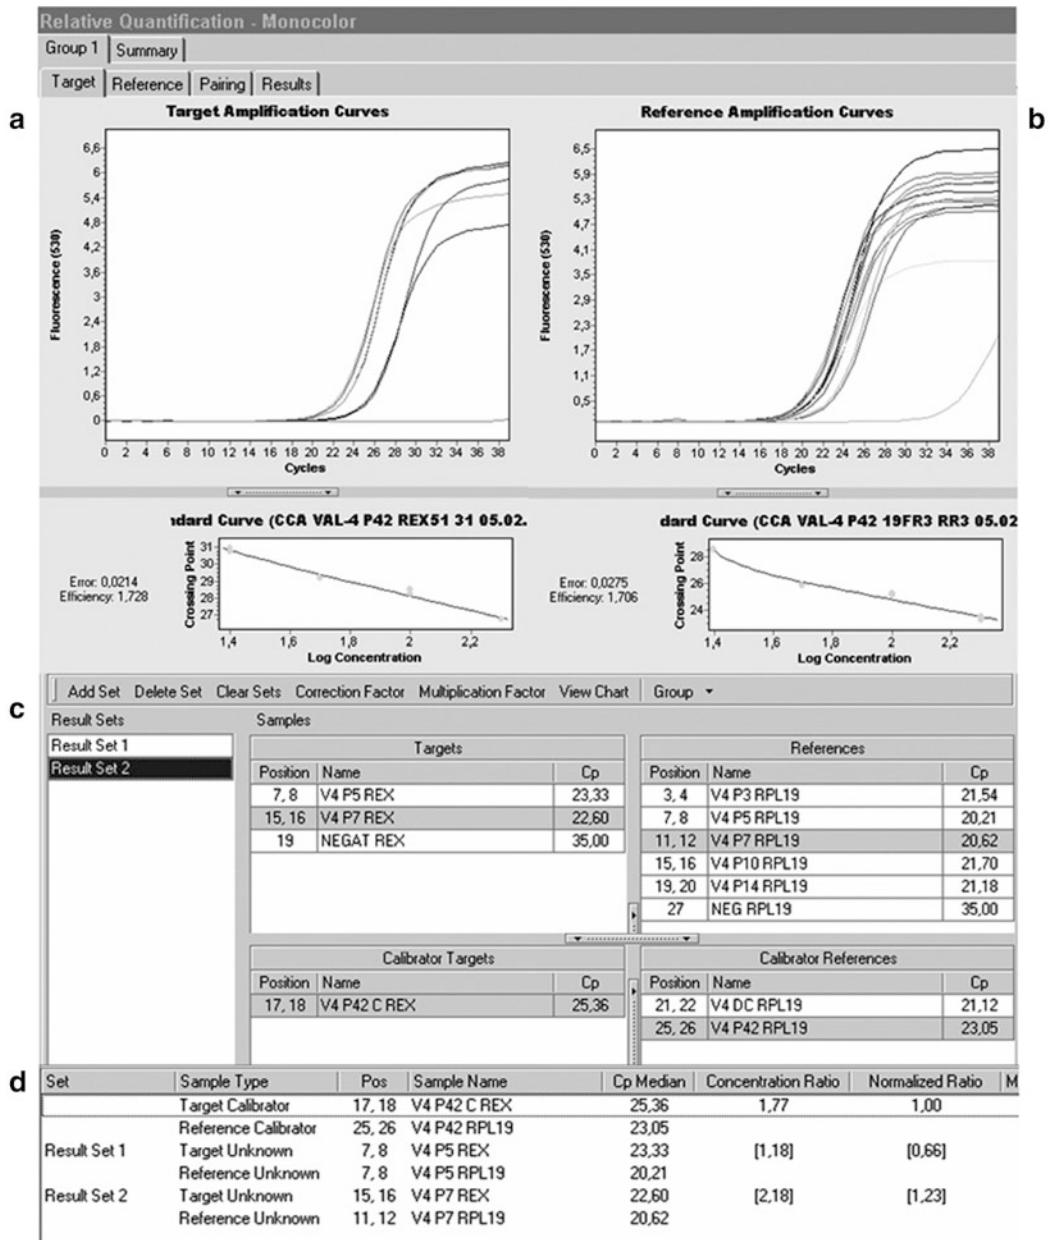 Relative Quantification - Monocolor
Group 1 Summary
Target Reference Pairing Results
a
b
Target Amplification Curves
Fluorescence (530)
6,6
6
5,4
4,8
4,2
3,6
3
2,4
1,8
1,2
0,6
0
0 2 4 6 8 10 12 14 16 18 20 22 24 26 28 30 32 34 36 38
Cycles
Reference Amplification Curves
Fluorescence (530)
6,5
5,9
5,3
4,7
4,1
3,5
2,9
2,3
1,7
1,1
0,5
0 2 4 6 8 10 12 14 16 18 20 22 24 26 28 30 32 34 36 38
Cycles
ndard Curve (CCA VAL-4 P42 REX51 31 05.02.
Error: 0,0214
Efficiency: 1,728
Crossing Point
31
30
29
28
27
1,4 1,6 1,8 2 2,2
Log Concentration
dard Curve (CCA VAL-4 P42 19FR3 RR3 05.02
Error: 0,0275
Efficiency: 1,706
Crossing Point
28
26
24
1,4 1,6 1,8 2 2,2
Log Concentration
c
Add Set Delete Set Clear Sets Correction Factor Multiplication Factor View Chart Group
Result Sets
Result Set 1
Result Set 2
Samples
Targets
Position Name Cp
7, 8 V4 P5 REX 23,33
15, 16 V4 P7 REX 22,60
19 NEGAT REX 35,00
References
Position Name Cp
3, 4 V4 P3 RPL19 21,54
7, 8 V4 P5 RPL19 20,21
11, 12 V4 P7 RPL19 20,62
15, 16 V4 P10 RPL19 21,70
19, 20 V4 P14 RPL19 21,18
27 NEG RPL19 35,00
Calibrator Targets
Position Name Cp
17, 18 V4 P42 C REX 25,36
Calibrator References
Position Name Cp
21, 22 V4 DC RPL19 21,12
25, 26 V4 P42 RPL19 23,05
d
Set Sample Type Pos Sample Name Cp Median Concentration Ratio Normalized Ratio M
Target Calibrator 17, 18 V4 P42 C REX 25,36 1,77 1,00
Reference Calibrator 25, 26 V4 P42 RPL19 23,05
Result Set 1 Target Unknown 7, 8 V4 P5 REX 23,33 [1,18] [0,66]
Reference Unknown 7, 8 V4 P5 RPL19 20,21
Result Set 2 Target Unknown 15, 16 V4 P7 REX 22,60 [2,18] [1,23]
Reference Unknown 11, 12 V4 P7 RPL19 20,62